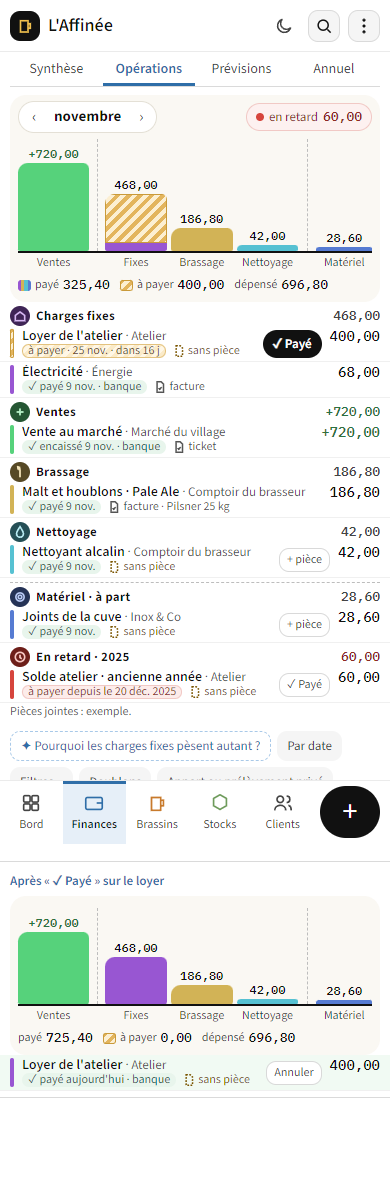 L'Affinée
Synthèse Opérations Prévisions Annuel
‹ novembre › en retard 60,00
+720,00
468,00
186,80
42,00
28,60
Ventes Fixes Brassage Nettoyage Matériel
payé 325,40 à payer 400,00 dépensé 696,80
Charges fixes 468,00
Loyer de l'atelier · Atelier ✓ Payé 400,00
à payer · 25 nov. · dans 16 j sans pièce
Électricité · Énergie 68,00
✓ payé 9 nov. · banque facture
Ventes +720,00
Vente au marché · Marché du village +720,00
✓ encaissé 9 nov. · banque ticket
Brassage 186,80
Malt et houblons · Pale Ale · Comptoir du brasseur 186,80
✓ payé 9 nov. facture · Pilsner 25 kg
Nettoyage 42,00
Nettoyant alcalin · Comptoir du brasseur + pièce 42,00
✓ payé 9 nov. sans pièce
Matériel · à part 28,60
Joints de la cuve · Inox & Co + pièce 28,60
✓ payé 9 nov. sans pièce
En retard · 2025 60,00
Solde atelier · ancienne année · Atelier ✓ Payé 60,00
à payer depuis le 20 déc. 2025 sans pièce
Pièces jointes : exemple.
✦ Pourquoi les charges fixes pèsent autant ? Par date
Bord Finances Brassins Stocks Clients +
Après « ✓ Payé » sur le loyer
+720,00
468,00
186,80
42,00
28,60
Ventes Fixes Brassage Nettoyage Matériel
payé 725,40 à payer 0,00 dépensé 696,80
Loyer de l'atelier · Atelier Annuler 400,00
✓ payé aujourd'hui · banque sans pièce